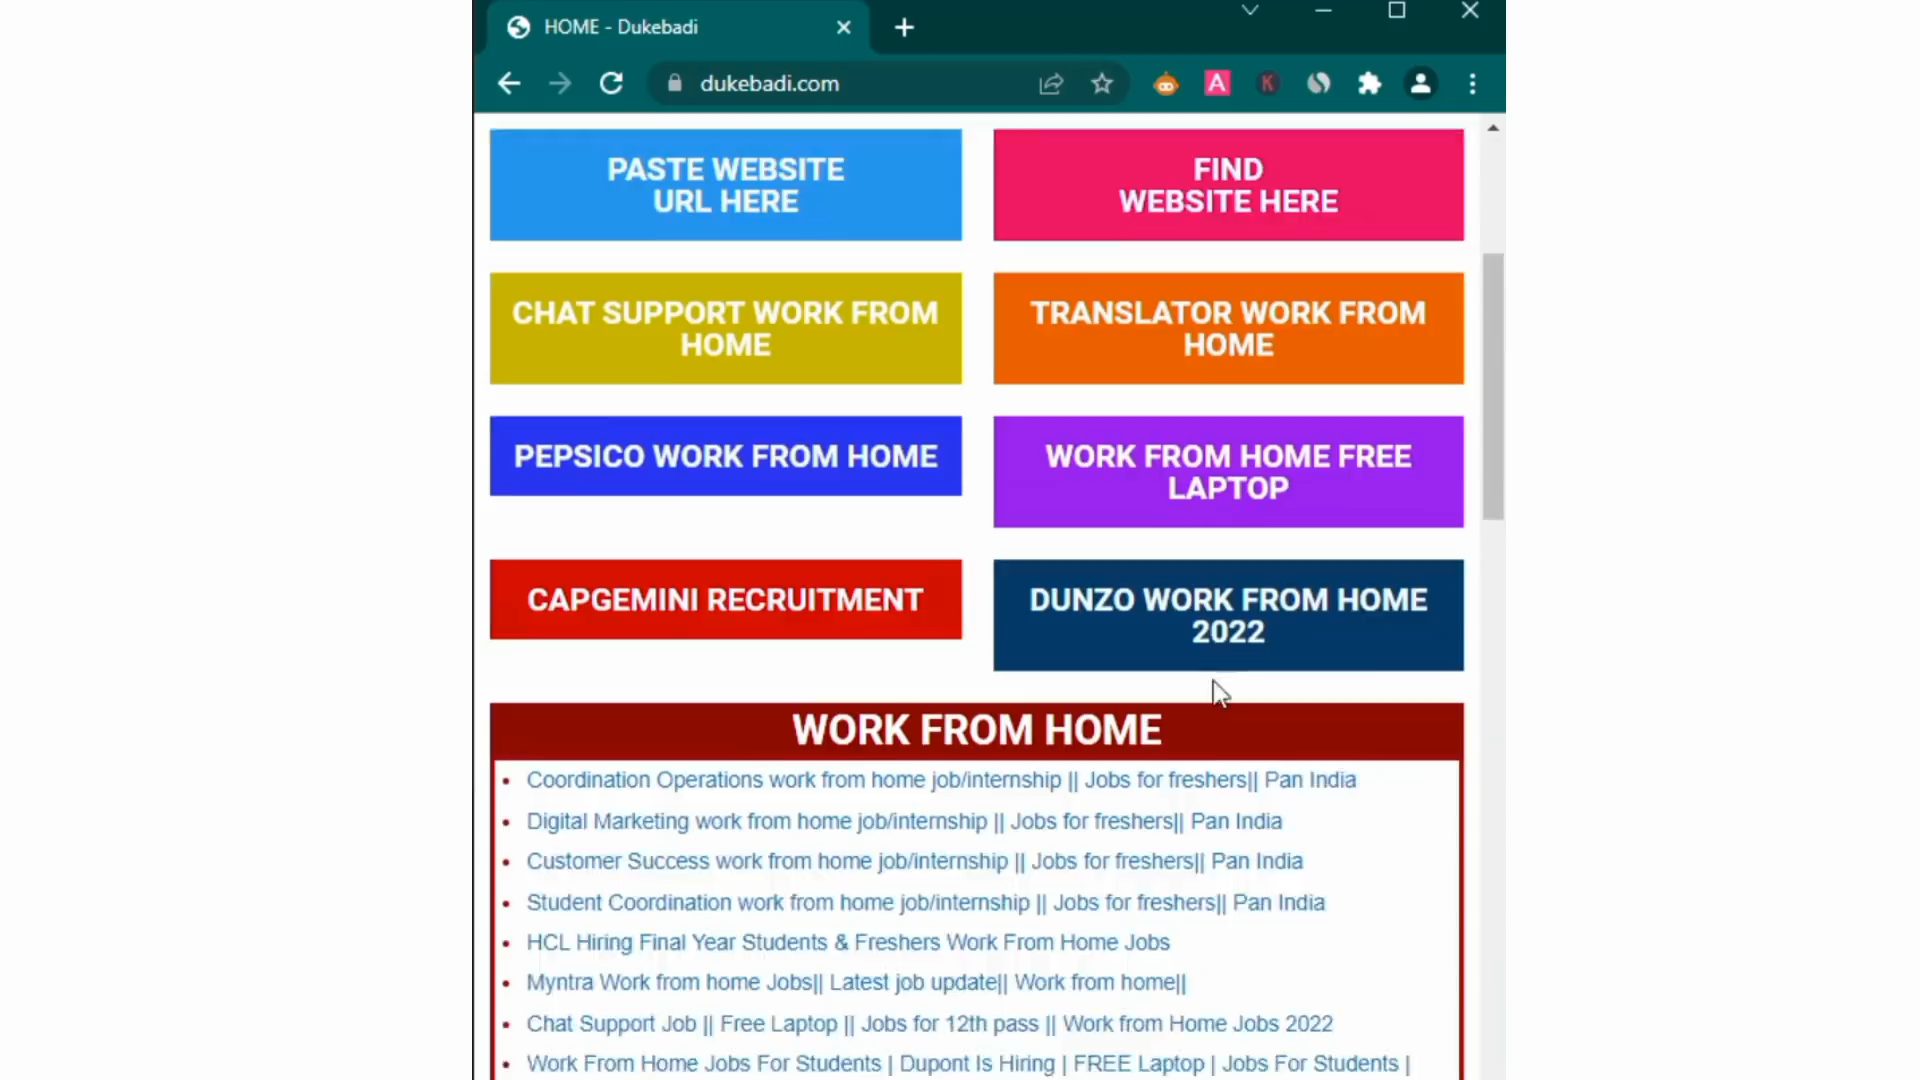 HOME - Dukebadi
dukebadi.com
A
K
PASTE WEBSITE
URL HERE
FIND
WEBSITE HERE
CHAT SUPPORT WORK FROM
HOME
TRANSLATOR WORK FROM
HOME
PEPSICO WORK FROM HOME
WORK FROM HOME FREE
LAPTOP
CAPGEMINI RECRUITMENT
DUNZO WORK FROM HOME
2022
WORK FROM HOME
Coordination Operations work from home job/internship || Jobs for freshers|| Pan India
Digital Marketing work from home job/internship || Jobs for freshers|| Pan India
Customer Success work from home job/internship || Jobs for freshers|| Pan India
Student Coordination work from home job/internship || Jobs for freshers|| Pan India
HCL Hiring Final Year Students & Freshers Work From Home Jobs
Myntra Work from home Jobs|| Latest job update|| Work from home||
Chat Support Job || Free Laptop || Jobs for 12th pass || Work from Home Jobs 2022
Work From Home Jobs For Students | Dupont Is Hiring | FREE Laptop | Jobs For Students |